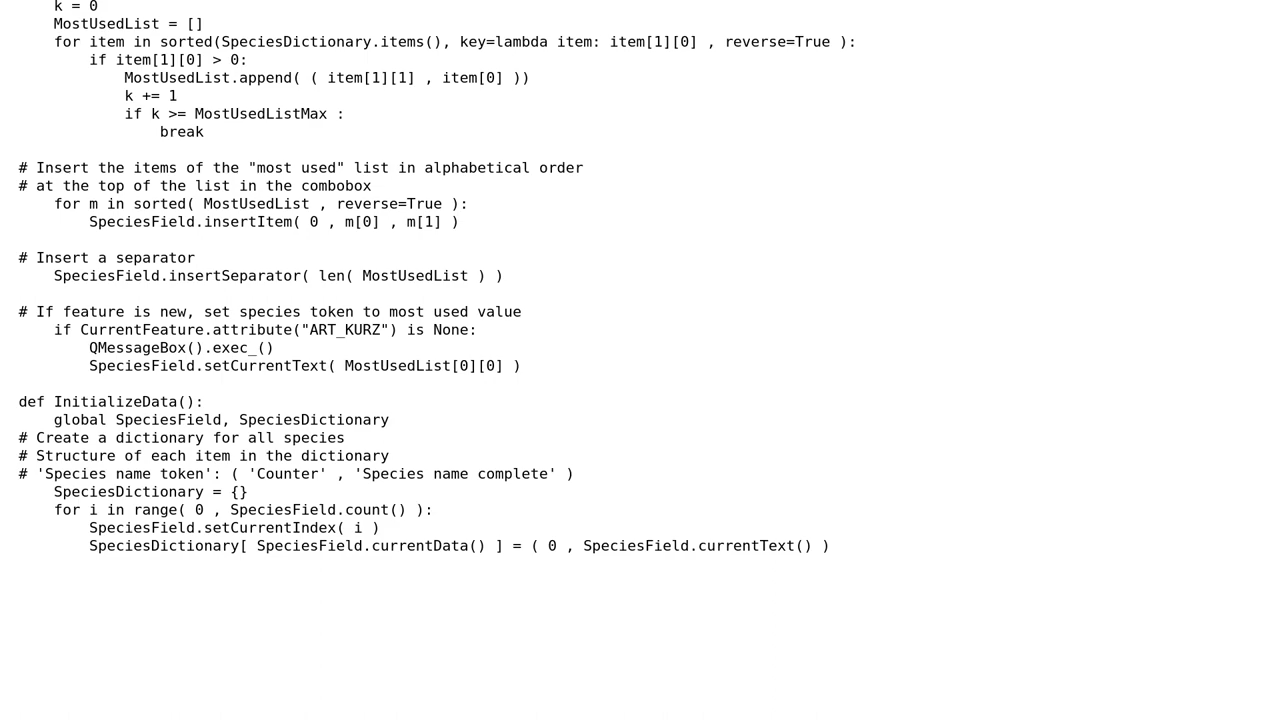 k = 0
MostUsedList = []
for item in sorted(SpeciesDictionary.items(), key=lambda item: item[1][0] , reverse=True ):
if item[1][0] > 0:
MostUsedList.append( ( item[1][1] , item[0] ))
k += 1
if k >= MostUsedListMax :
break
# Insert the items of the "most used" list in alphabetical order
# at the top of the list in the combobox
for m in sorted( MostUsedList , reverse=True ):
SpeciesField.insertItem( 0 , m[0] , m[1] )
# Insert a separator
SpeciesField.insertSeparator( len( MostUsedList ) )
# If feature is new, set species token to most used value
if CurrentFeature.attribute("ART_KURZ") is None:
QMessageBox().exec_()
SpeciesField.setCurrentText( MostUsedList[0][0] )
def InitializeData():
global SpeciesField, SpeciesDictionary
# Create a dictionary for all species
# Structure of each item in the dictionary
# 'Species name token': ( 'Counter' , 'Species name complete' )
SpeciesDictionary = {}
for i in range( 0 , SpeciesField.count() ):
SpeciesField.setCurrentIndex( i )
SpeciesDictionary[ SpeciesField.currentData() ] = ( 0 , SpeciesField.currentText() )